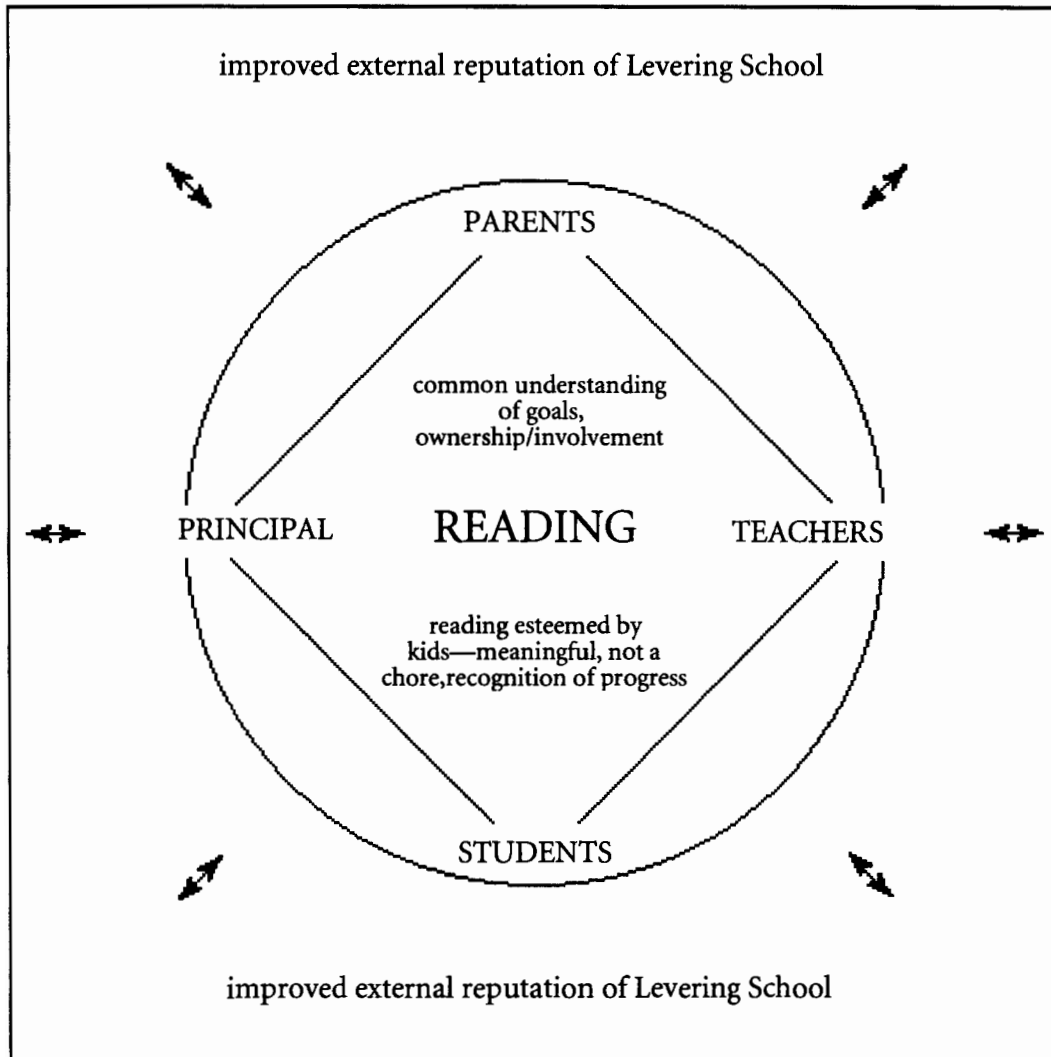 improved external reputation of Levering School
PARENTS
common understanding
of goals,
ownership/involvement
PRINCIPAL
READING
TEACHERS
reading esteemed by
kids—meaningful, not a
chore,recognition of progress
STUDENTS
improved external reputation of Levering School